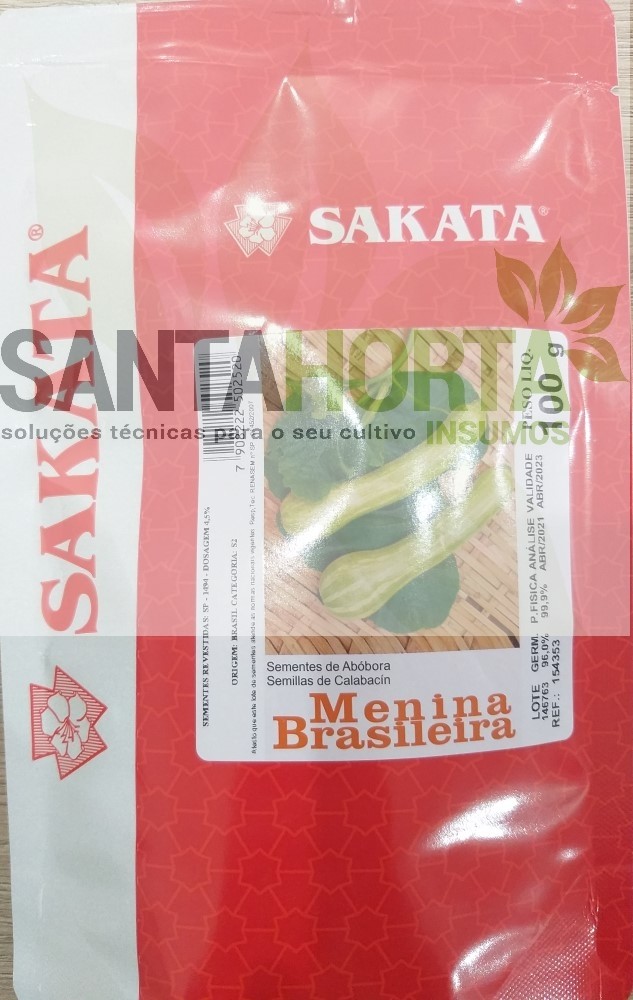 SAKATA®
SAKATA®
SANTAHORTA
soluções técnicas para o seu cultivo INSUMOS
PESO LIQ.
100 g
SEMENTES REVESTIDAS: SP - 1494 - DOSAGEM 4,5%
ORIGEM: BRASIL CATEGORIA: S2
Sementes de Abóbora
Semillas de Calabacín
Menina
Brasileira
LOTE GERM. P.FISICA ANÁLISE VALIDADE
146763 96,0% 99,9% ABR/2021 ABR/2023
REF.: 154353